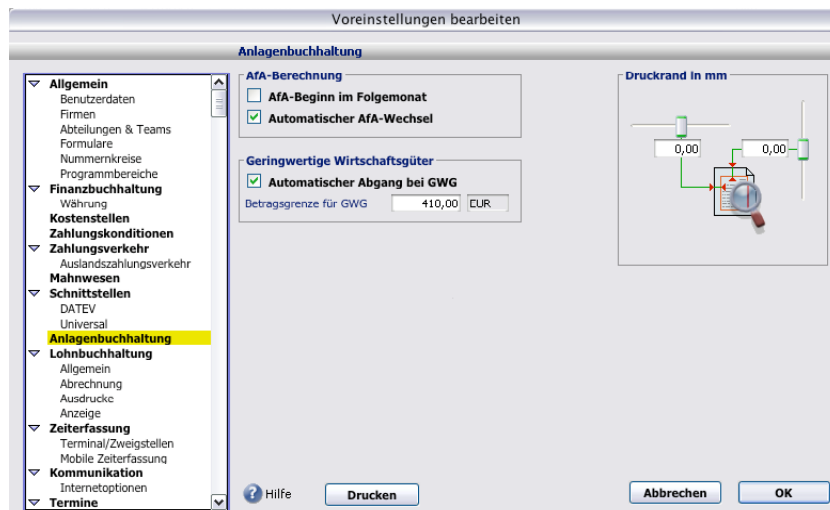 Voreinstellungen bearbeiten
Anlagenbuchhaltung
Allgemein
Benutzerdaten
Firmen
Abteilungen & Teams
Formulare
Nummernkreise
Programmbereiche
Finanzbuchhaltung
Währung
Kostenstellen
Zahlungskonditionen
Zahlungsverkehr
Auslandszahlungsverkehr
Mahnwesen
Schnittstellen
DATEV
Universal
Anlagenbuchhaltung
Lohnbuchhaltung
Allgemein
Abrechnung
Ausdrucke
Anzeige
Zeiterfassung
Terminal/Zweigstellen
Mobile Zeiterfassung
Kommunikation
Internetoptionen
Termine
AfA-Berechnung
AfA-Beginn im Folgemonat
Automatischer AfA-Wechsel
Geringwertige Wirtschaftsgüter
Automatischer Abgang bei GWG
Betragsgrenze für GWG 410,00 EUR
Druckrand in mm
0,00 0,00
Hilfe Drucken Abbrechen OK